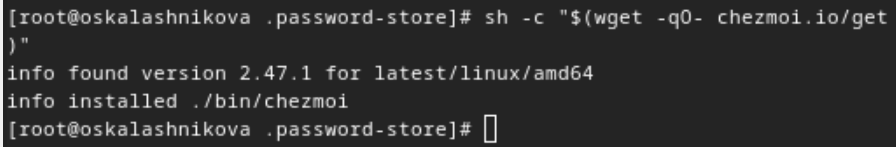 [root@oskalashnikova .password-store]# sh -c "$(wget -qO- chezmoi.io/get
)"
info found version 2.47.1 for latest/linux/amd64
info installed ./bin/chezmoi
[root@oskalashnikova .password-store]#